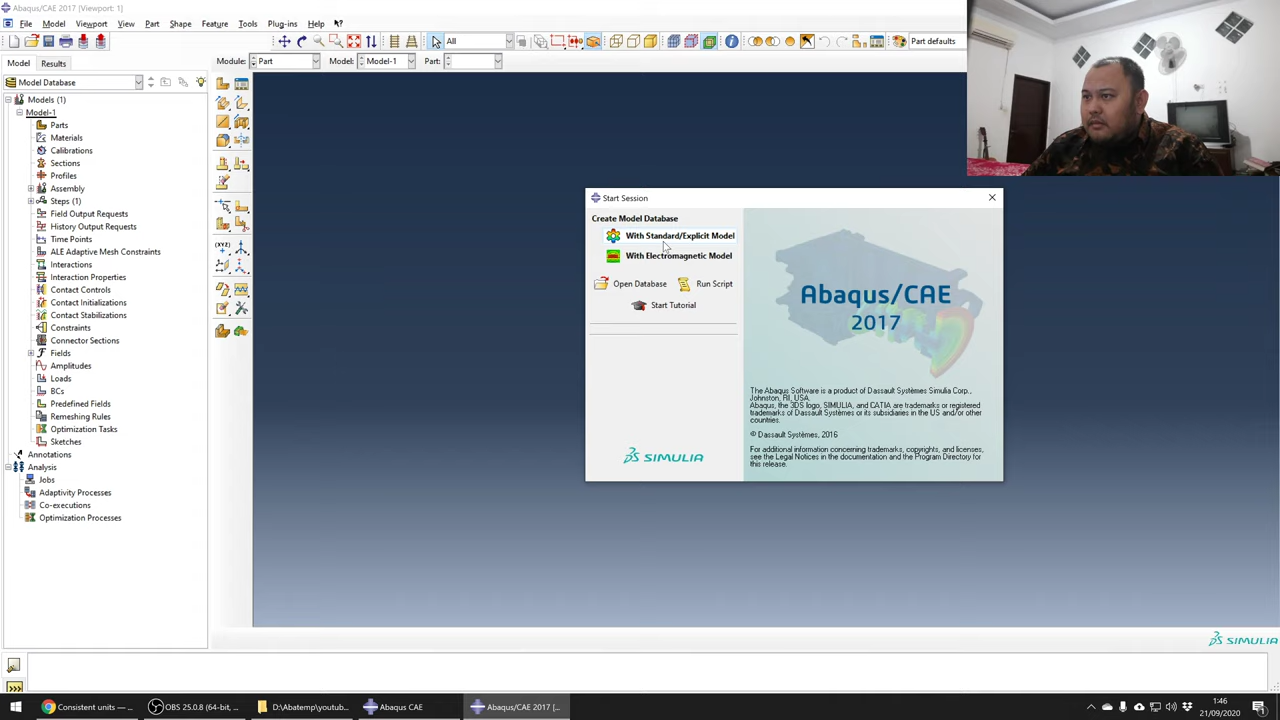 Abaqus/CAE 2017 [Viewport: 1]
File Model Viewport View Part Shape Feature Tools Plug-ins Help
All
Part defaults
Model Results
Module: Part Model: Model-1 Part:
Model Database
Models (1)
Model-1
Parts
Materials
Calibrations
Sections
Profiles
Assembly
Steps (1)
Field Output Requests
History Output Requests
Time Points
ALE Adaptive Mesh Constraints
Interactions
Interaction Properties
Contact Controls
Contact Initializations
Contact Stabilizations
Constraints
Connector Sections
Fields
Amplitudes
Loads
BCs
Predefined Fields
Remeshing Rules
Optimization Tasks
Sketches
Annotations
Analysis
Jobs
Adaptivity Processes
Co-executions
Optimization Processes
Start Session
Create Model Database
With Standard/Explicit Model
With Electromagnetic Model
Open Database Run Script
Start Tutorial
SIMULIA
Abaqus/CAE
2017
The Abaqus Software is a product of Dassault Systèmes Simulia Corp.,
Johnston, RI, USA.
Abaqus, the 3DS logo, SIMULIA, and CATIA are trademarks or registered
trademarks of Dassault Systèmes or its subsidiaries in the US and/or other
countries.
© Dassault Systèmes, 2016
For additional information concerning trademarks, copyrights, and licenses,
see the Legal Notices in the documentation and the Program Directory for
this release.
SIMULIA
Consistent units — ... OBS 25.0.8 (64-bit, ... D:\Abatemp\youtub... Abaqus CAE Abaqus/CAE 2017 [...
1:46
21/09/2020